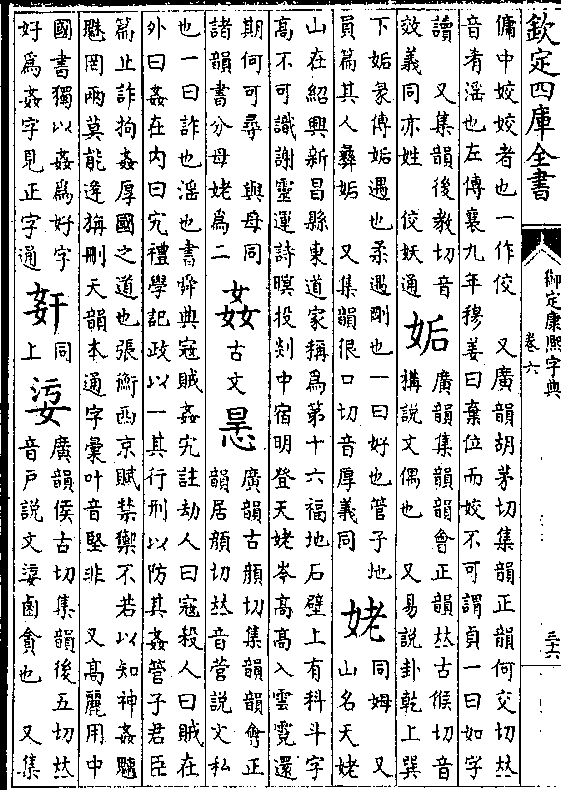 欽定四庫全書
御定康熙字典
卷六
三十六
傭中姣姣者也一作佼　又廣韻胡茅切集韻正韻何交切𠀤
音肴淫也左傳襄九年穆姜曰棄位而姣不可謂貞一曰如字
讀　又集韻後教切音
效義同亦姓　佼妖通
姤
廣韻集韻韻會正韻𠀤古候切音
搆說文偶也　又易說卦乾上巽
下姤彖傳姤遇也柔遇剛也一曰好也管子地
員篇其人彝姤　又集韻很口切音厚義同
姥
同姆　又
山名天姥
山在紹興新昌縣東道家稱為第十六福地石壁上有科斗字
高不可識謝靈運詩暝投剡中宿明登天姥岑高高入雲霓還
期何可尋　與母同
諸韻書分母姥為二
姦
古文
廣韻古顏切集韻韻會正
韻居顏切𠀤音菅說文私
也一曰詐也淫也書舜典寇賊姦宄註劫人曰寇殺人曰賊在
外曰姦在內曰宄禮學記政以一其行刑以防其姦管子君臣
篇止詐拘姦厚國之道也張衡西京賦禁禦不若以知神姦魑
魅罔兩莫能逢旃刪天韻本通字彙叶音堅非　又高麗用中
國書獨以姦為好字
好為姦字見正字通
奸
同
上
廣韻侯古切集韻後五切𠀤
音戶說文鹵貪也　又集